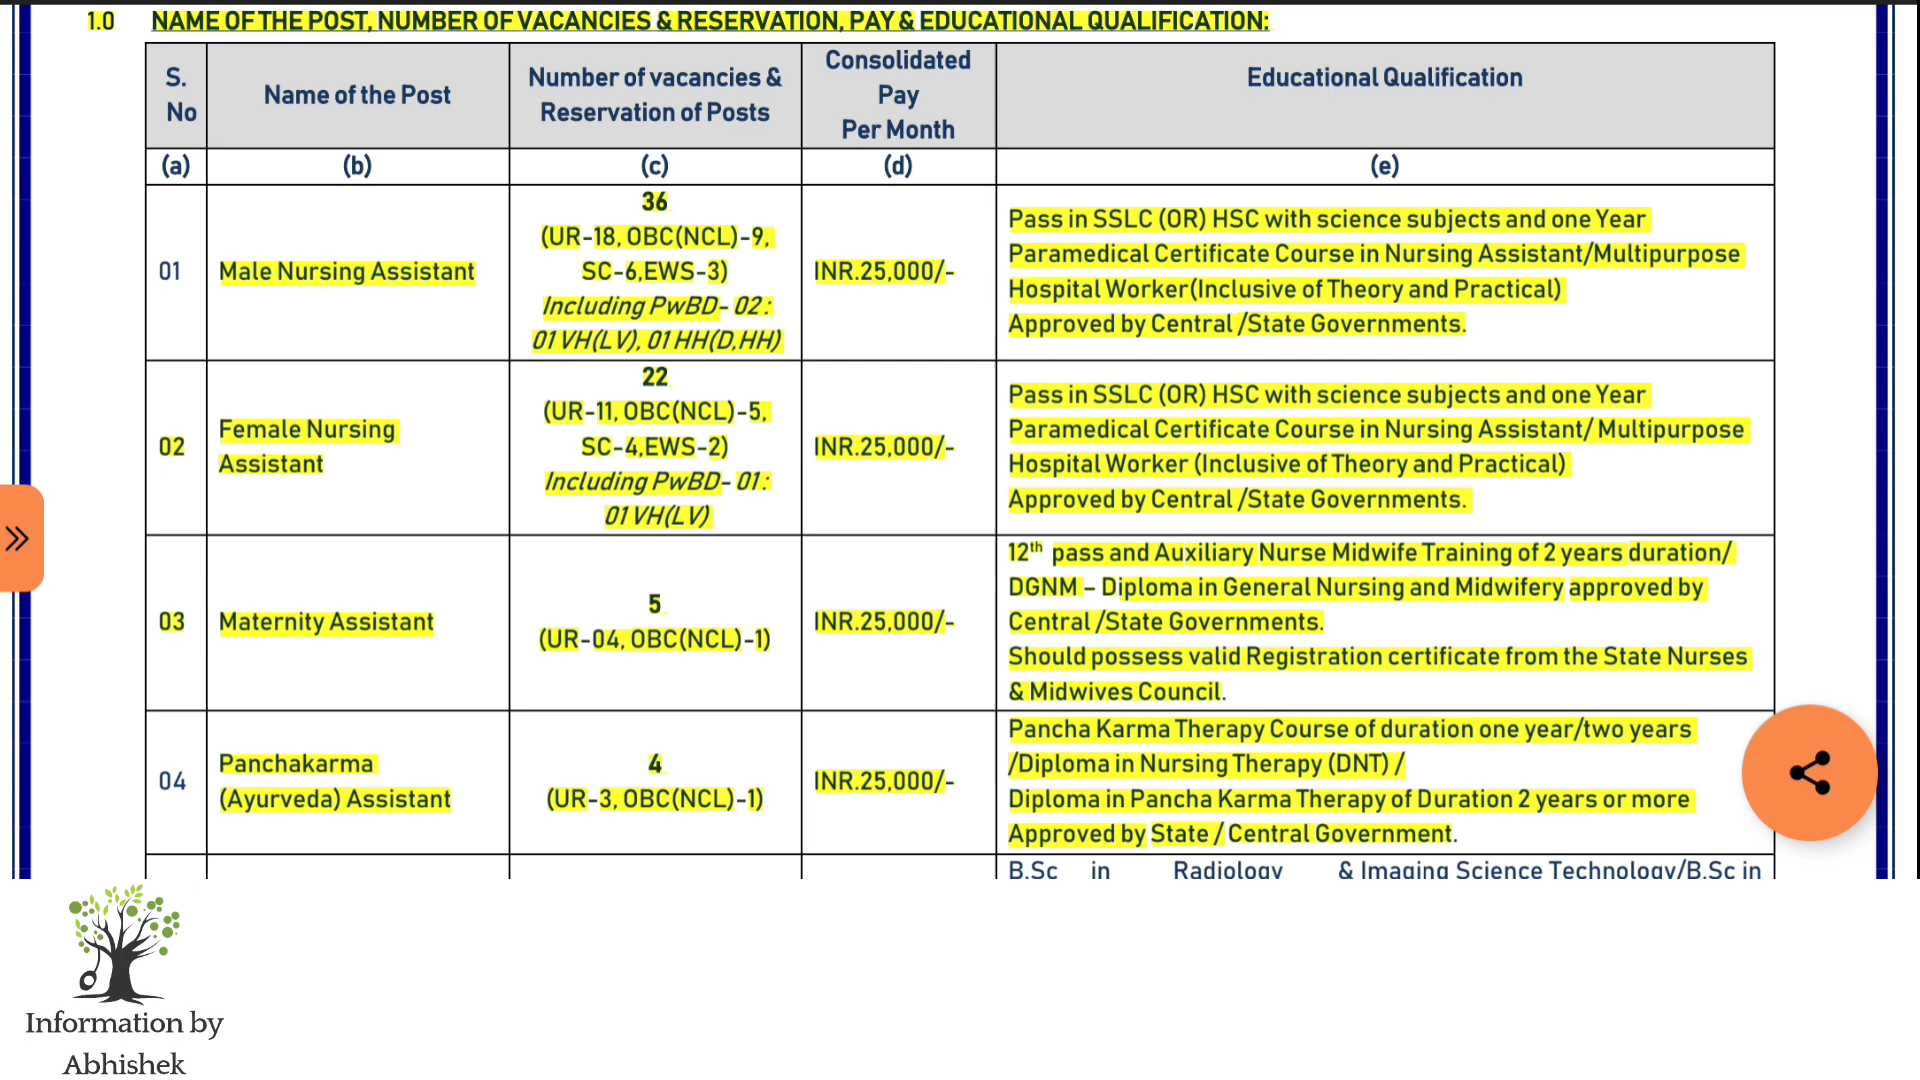 1.0 NAME OF THE POST, NUMBER OF VACANCIES & RESERVATION, PAY & EDUCATIONAL QUALIFICATION:
S.
No
Name of the Post
Number of vacancies &
Reservation of Posts
Consolidated
Pay
Per Month
Educational Qualification
(a)
(b)
(c)
(d)
(e)
01
Male Nursing Assistant
36
(UR-18, OBC(NCL)-9,
SC-6,EWS-3)
Including PwBD- 02 :
01 VH(LV), 01 HH(D,HH)
INR.25,000/-
Pass in SSLC (OR) HSC with science subjects and one Year
Paramedical Certificate Course in Nursing Assistant/Multipurpose
Hospital Worker(Inclusive of Theory and Practical)
Approved by Central /State Governments.
02
Female Nursing
Assistant
22
(UR-11, OBC(NCL)-5,
SC-4,EWS-2)
Including PwBD- 01 :
01 VH(LV)
INR.25,000/-
Pass in SSLC (OR) HSC with science subjects and one Year
Paramedical Certificate Course in Nursing Assistant/ Multipurpose
Hospital Worker (Inclusive of Theory and Practical)
Approved by Central /State Governments.
03
Maternity Assistant
5
(UR-04, OBC(NCL)-1)
INR.25,000/-
12th pass and Auxiliary Nurse Midwife Training of 2 years duration/
DGNM – Diploma in General Nursing and Midwifery approved by
Central /State Governments.
Should possess valid Registration certificate from the State Nurses
& Midwives Council.
04
Panchakarma
(Ayurveda) Assistant
4
(UR-3, OBC(NCL)-1)
INR.25,000/-
Pancha Karma Therapy Course of duration one year/two years
/Diploma in Nursing Therapy (DNT) /
Diploma in Pancha Karma Therapy of Duration 2 years or more
Approved by State / Central Government.
B.Sc in Radiology & Imaging Science Technology/B.Sc in
Information by
Abhishek